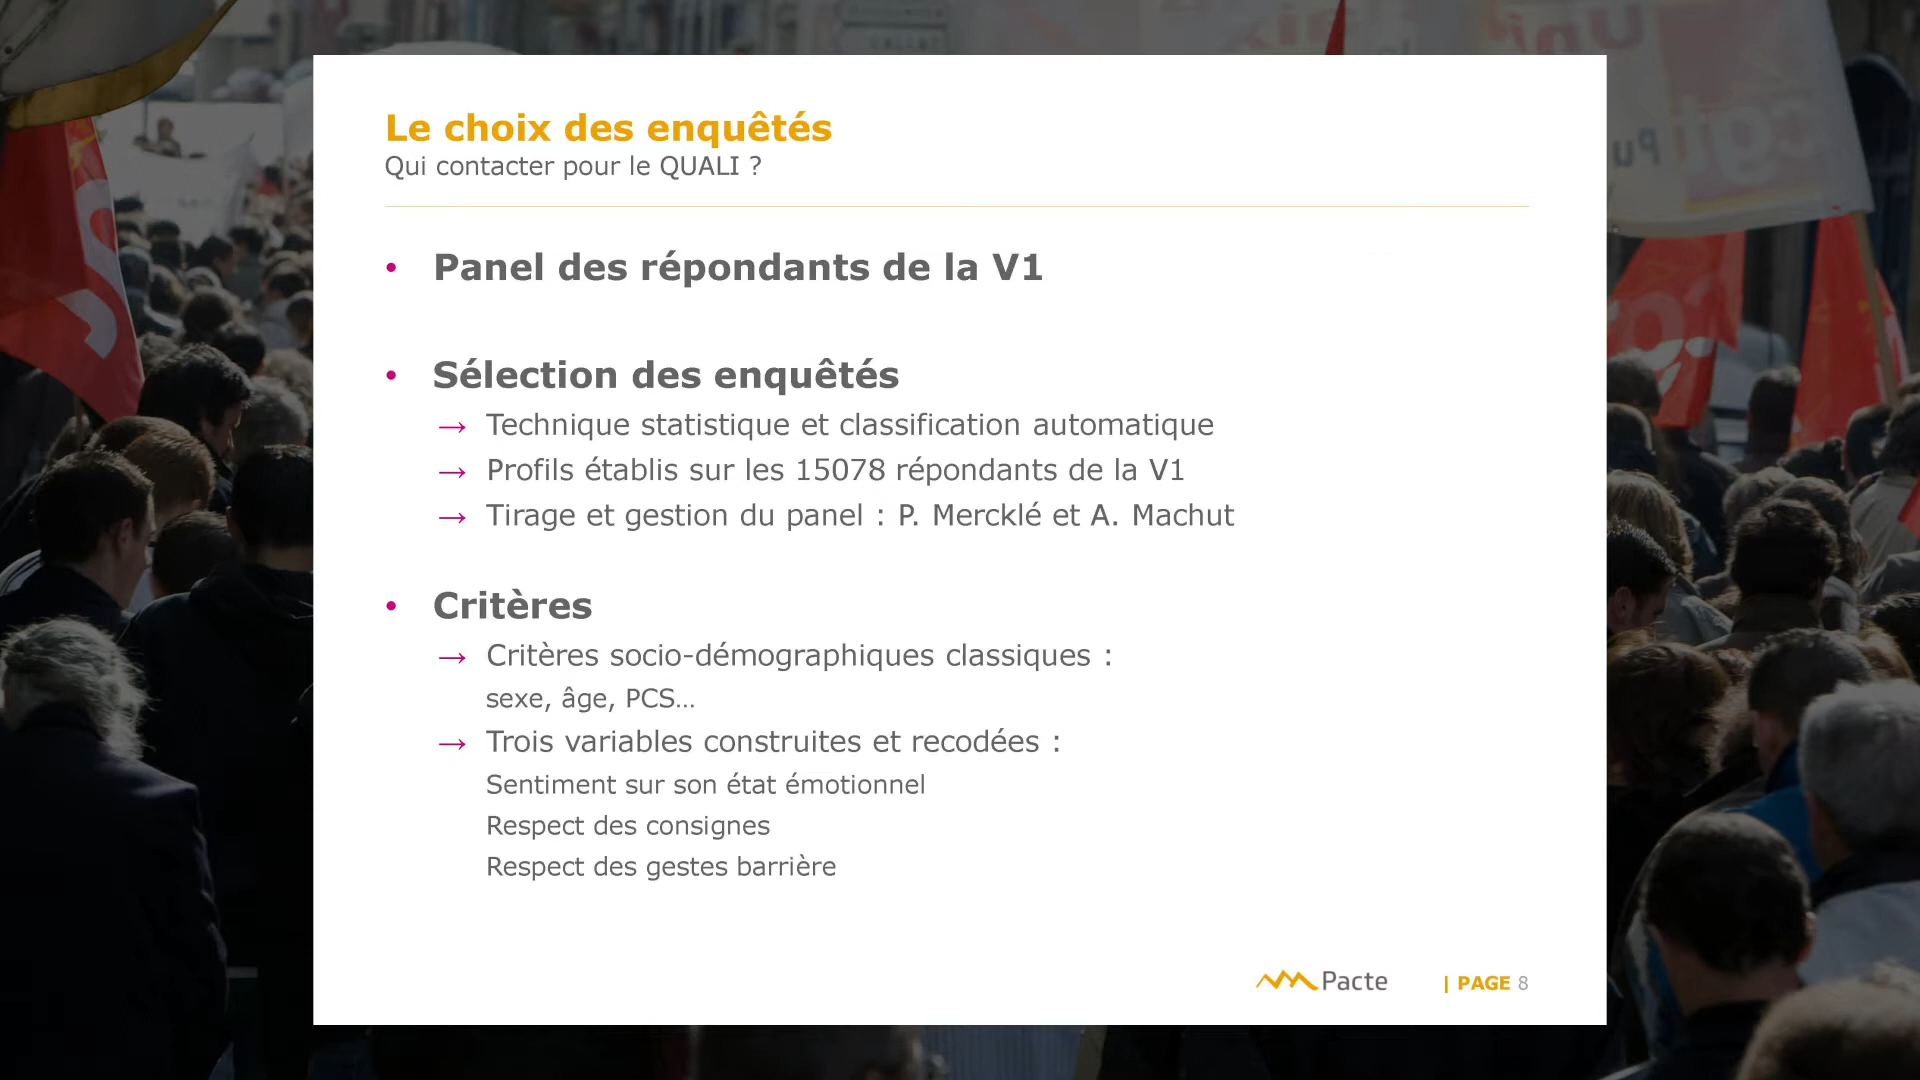 Le choix des enquêtés
Qui contacter pour le QUALI ?
• Panel des répondants de la V1
• Sélection des enquêtés
→ Technique statistique et classification automatique
→ Profils établis sur les 15078 répondants de la V1
→ Tirage et gestion du panel : P. Mercklé et A. Machut
• Critères
→ Critères socio-démographiques classiques :
sexe, âge, PCS…
→ Trois variables construites et recodées :
Sentiment sur son état émotionnel
Respect des consignes
Respect des gestes barrière
Pacte
| PAGE 8